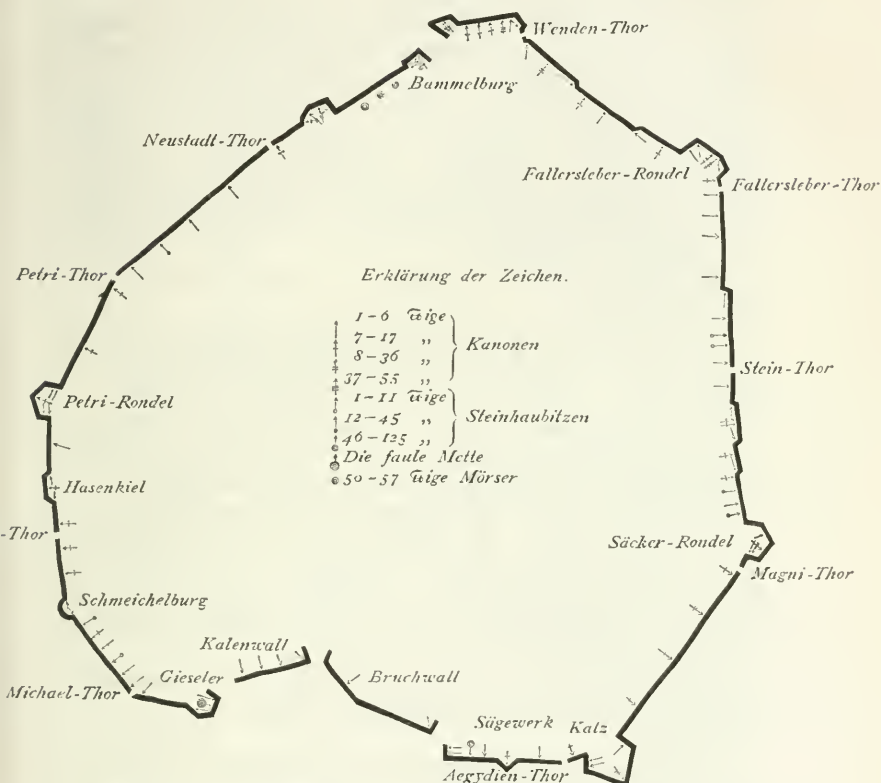 Wenden-Thor
Bammelburg
Neustadt-Thor
Fallersleber-Rondel
Fallersleber-Thor
Petri-Thor
Erklärung der Zeichen.
1-6 ℔ige
7-17 „
Kanonen
8-36 „
37-55 „
Stein-Thor
Petri-Rondel
1-11 ℔ige
12-45 „
Steinhaubitzen
46-125 „
Die faule Mette
50-57 ℔ige Mörser
Hasenkiel
-Thor
Säcker-Rondel
Magni-Thor
Schmeichelburg
Kalenwall
Gieseler
Bruchwall
Michael-Thor
Sägewerk
Katz
Aegydien-Thor